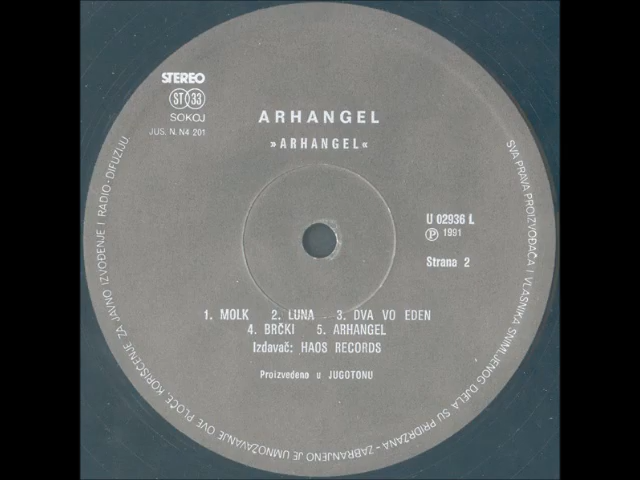 STEREO
ST 33
SOKOJ
JUS. N. N4 201
ARHANGEL
»ARHANGEL«
U 02936 L
Ⓟ 1991
Strana 2
1. MOLK 2. LUNA 3. DVA VO EDEN
4. BRČKI 5. ARHANGEL
Izdavač: HAOS RECORDS
Proizvedeno u JUGOTONU
SVA PRAVA PROIZVOĐAČA I VLASNIKA SNIMLJENOG DJELA SU PRIDRŽANA - ZABRANJENO JE UMNOŽAVANJE OVE PLOČE, KORIŠĆENJE ZA JAVNO IZVOĐENJE I RADIO-DIFUZIJU